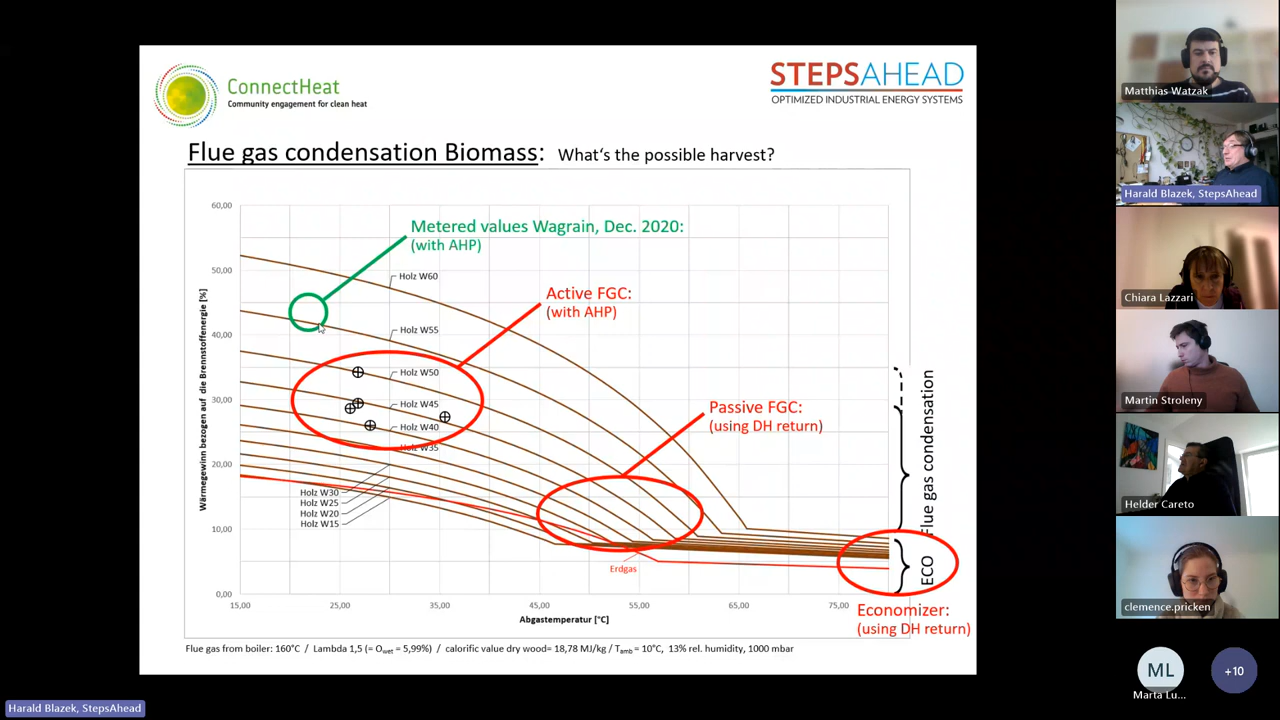 ConnectHeat
Community engagement for clean heat
STEPSAHEAD
OPTIMIZED INDUSTRIAL ENERGY SYSTEMS
Flue gas condensation Biomass: What's the possible harvest?
60,00
50,00
40,00
30,00
20,00
10,00
0,00
Wärmegewinn bezogen auf die Brennstoffenergie [%]
Metered values Wagrain, Dec. 2020:
(with AHP)
Active FGC:
(with AHP)
Passive FGC:
(using DH return)
Holz W60
Holz W55
Holz W50
Holz W45
Holz W40
Holz W35
Holz W30
Holz W25
Holz W20
Holz W15
Erdgas
Flue gas condensation
ECO
15,00
25,00
35,00
45,00
55,00
65,00
75,00
Abgastemperatur [°C]
Economizer:
(using DH return)
Flue gas from boiler: 160°C / Lambda 1,5 (= Owet = 5,99%) / calorific value dry wood= 18,78 MJ/kg / Tamb = 10°C, 13% rel. humidity, 1000 mbar
Matthias Watzak
Harald Blazek, StepsAhead
Chiara Lazzari
Martin Stroleny
Helder Careto
clemence.pricken
ML
+10
Marta Lu...
Harald Blazek, StepsAhead